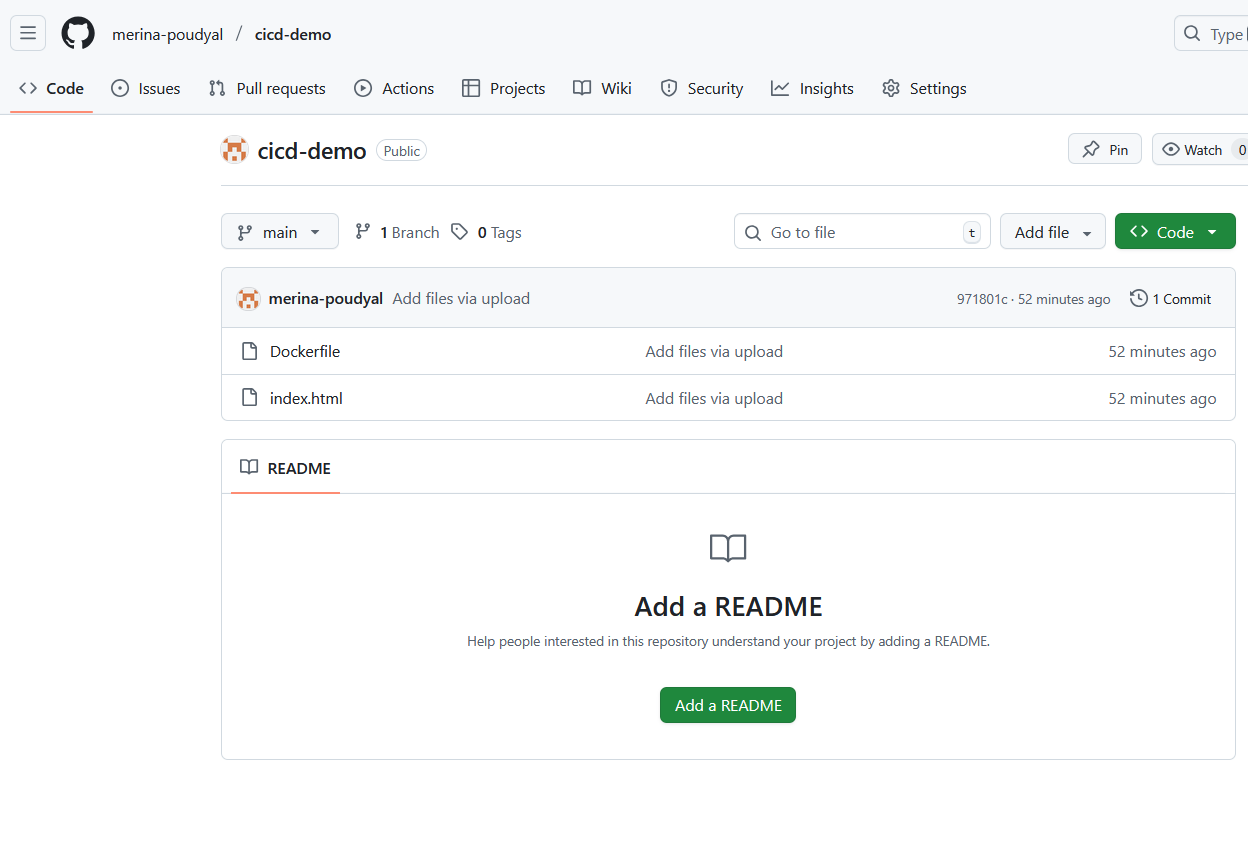 merina-poudyal / cicd-demo
Type
Code Issues Pull requests Actions Projects Wiki Security Insights Settings
cicd-demo Public
Pin Watch 0
main 1 Branch 0 Tags
Go to file t
Add file
Code
merina-poudyal Add files via upload 971801c · 52 minutes ago 1 Commit
Dockerfile Add files via upload 52 minutes ago
index.html Add files via upload 52 minutes ago
README
Add a README
Help people interested in this repository understand your project by adding a README.
Add a README